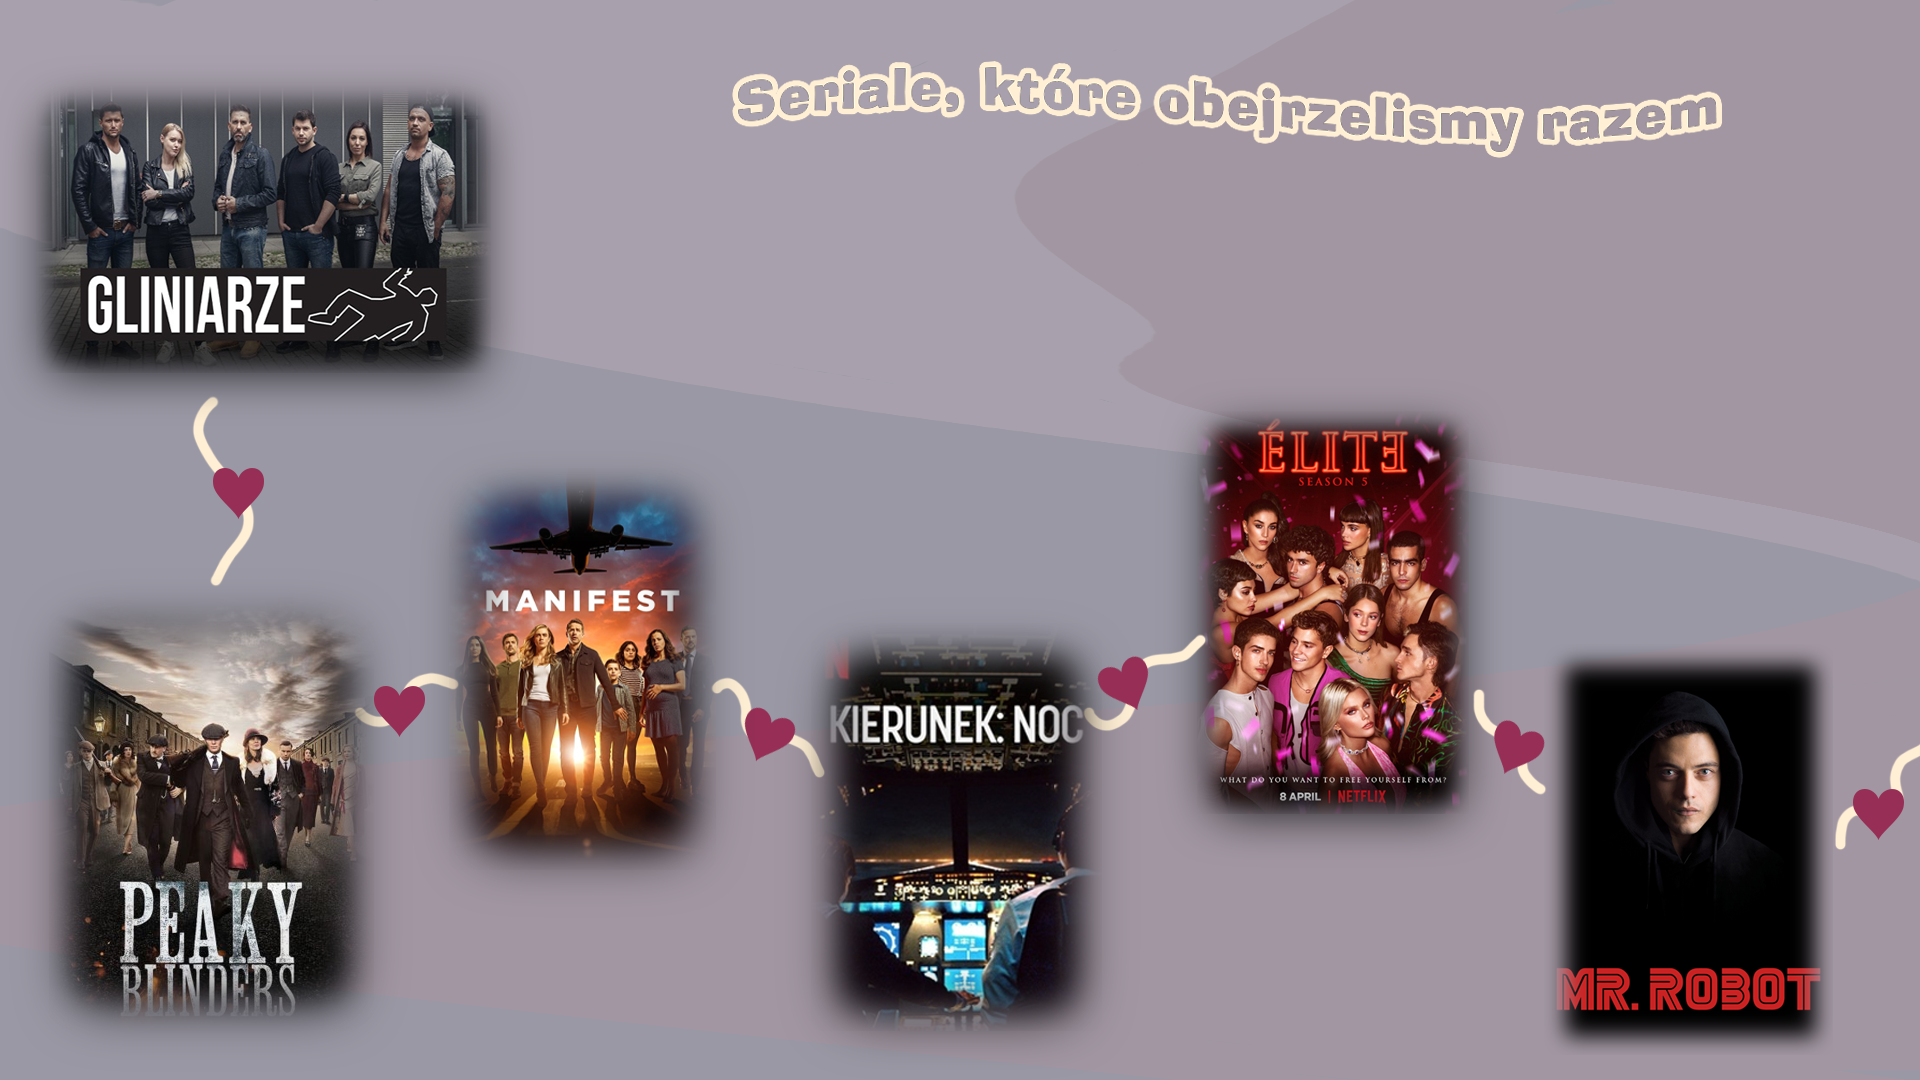 Seriale, które obejrzelismy razem
GLINIARZE
PEAKY
BLINDERS
MANIFEST
KIERUNEK: NOC
ÉLITƎ
SEASON 5
WHAT DO YOU WANT TO FREE YOURSELF FROM?
8 APRIL | NETFLIX
MR. ROBOT